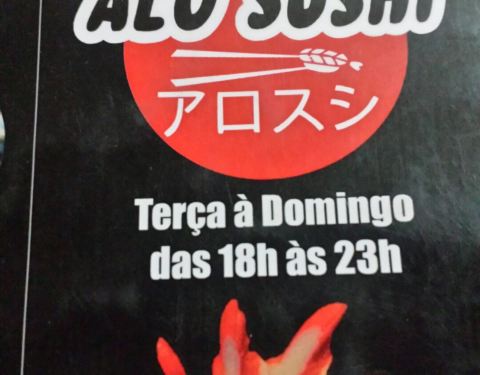 ALÔ SUSHI
アロスシ
Terça à Domingo
das 18h às 23h